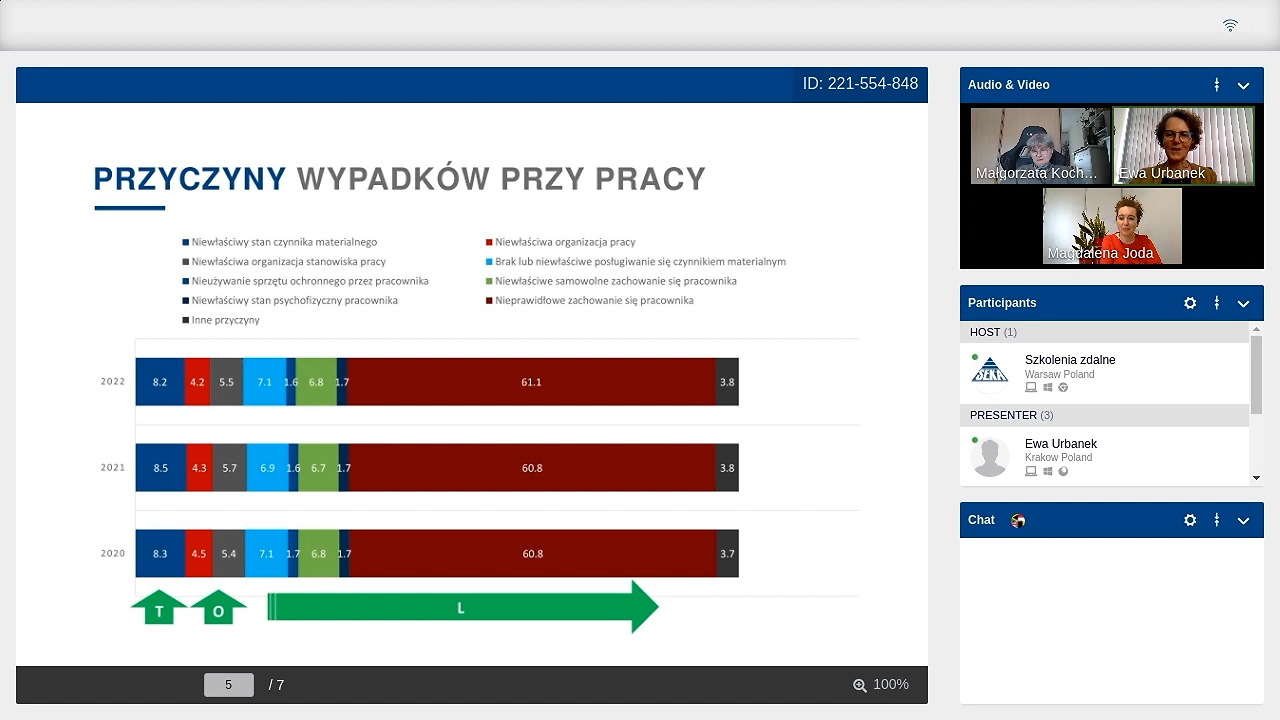 ID: 221-554-848
PRZYCZYNY WYPADKÓW PRZY PRACY
Niewłaściwy stan czynnika materialnego
Niewłaściwa organizacja pracy
Niewłaściwa organizacja stanowiska pracy
Brak lub niewłaściwe posługiwanie się czynnikiem materialnym
Nieużywanie sprzętu ochronnego przez pracownika
Niewłaściwe samowolne zachowanie się pracownika
Niewłaściwy stan psychofizyczny pracownika
Nieprawidłowe zachowanie się pracownika
Inne przyczyny
2022 8.2 4.2 5.5 7.1 1.6 6.8 1.7 61.1 3.8
2021 8.5 4.3 5.7 6.9 1.6 6.7 1.7 60.8 3.8
2020 8.3 4.5 5.4 7.1 1.7 6.8 1.7 60.8 3.7
T O L
5 / 7
100%
Audio & Video
Małgorzata Koch...
Ewa Urbanek
Magdalena Joda
Participants
HOST (1)
SEKA
Szkolenia zdalne
Warsaw Poland
PRESENTER (3)
Ewa Urbanek
Krakow Poland
Chat